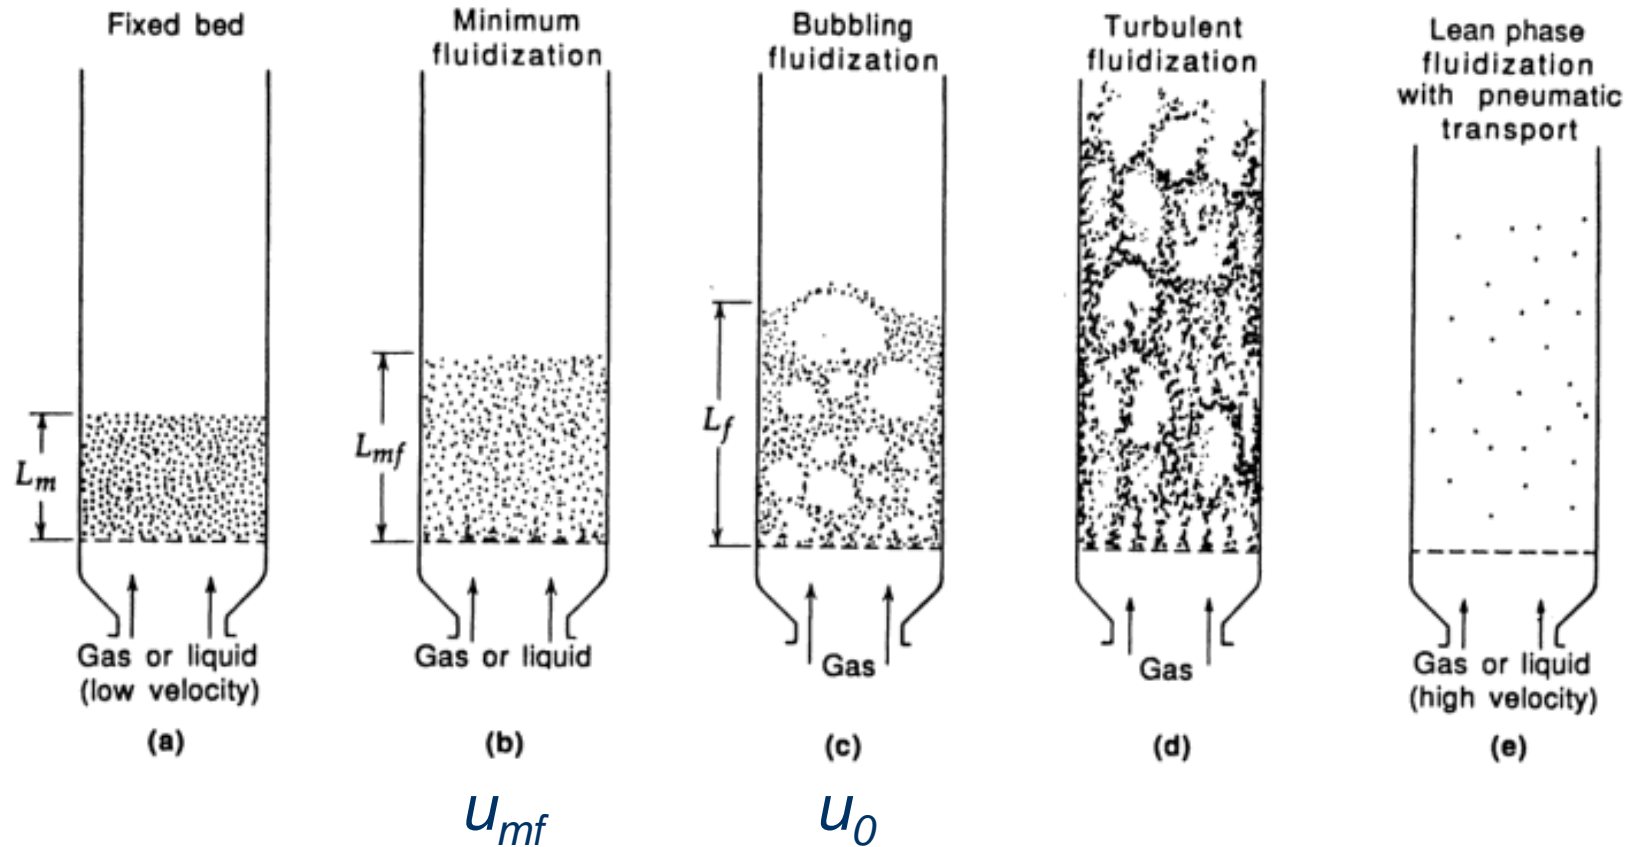 Fixed bed
Minimum
fluidization
Bubbling
fluidization
Turbulent
fluidization
Lean phase
fluidization
with pneumatic
transport
Lm
Lmf
Lf
Gas or liquid
(low velocity)
Gas or liquid
Gas
Gas
Gas or liquid
(high velocity)
(a)
(b)
(c)
(d)
(e)
umf
u0